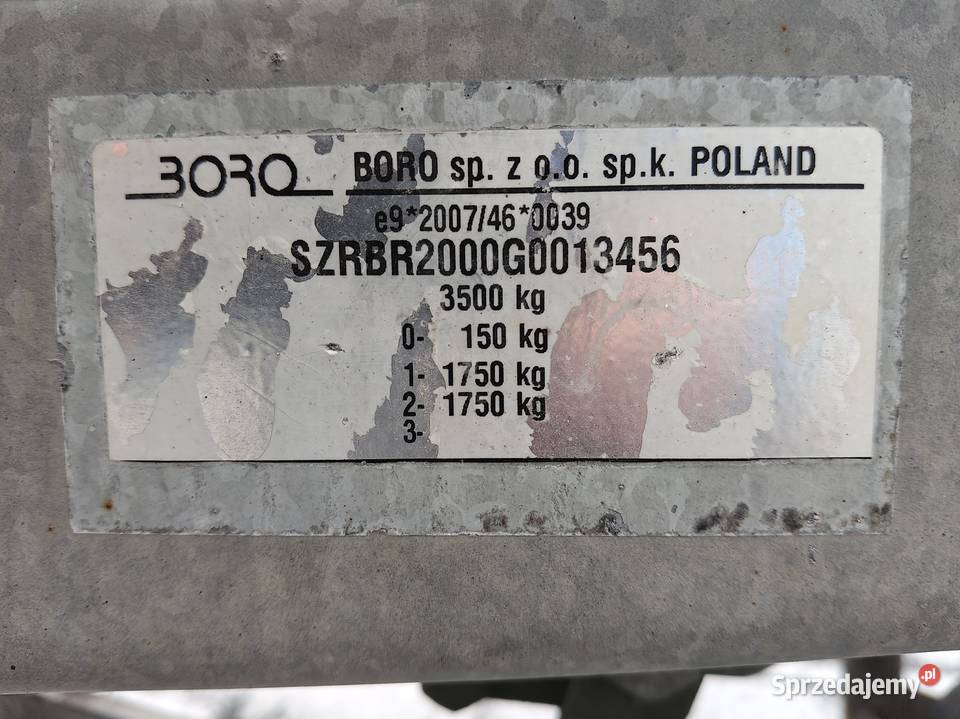 BORO BORO sp. z o.o. sp.k. POLAND
e9*2007/46*0039
SZRBR2000G0013456
3500 kg
0- 150 kg
1- 1750 kg
2- 1750 kg
3-
Sprzedajemy.pl